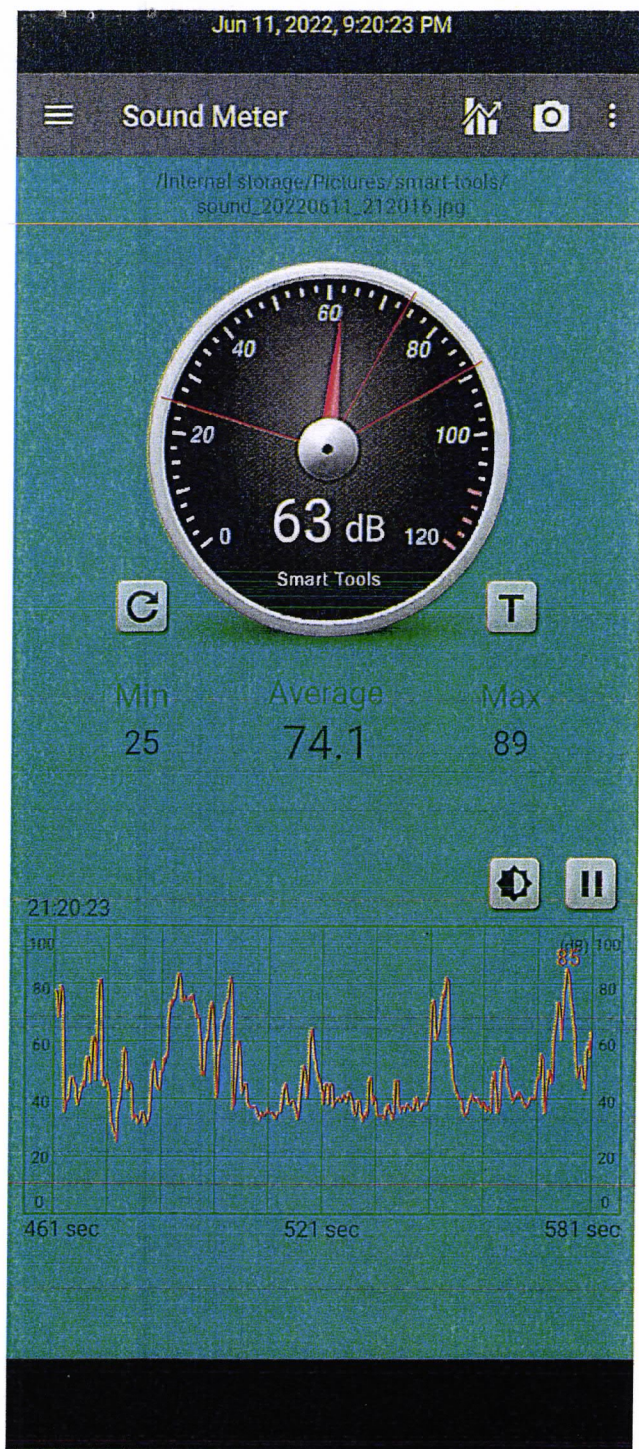 Jun 11, 2022, 9:20:23 PM
Sound Meter
/Internal storage/Pictures/smart-tools/
sound_20220611_212016.jpg
60
40 80
20 100
0 63 dB 120
Smart Tools
T
Min Average Max
25 74.1 89
21:20:23
100 (dB) 100
85
80 80
60 60
40 40
20 20
0 0
461 sec 521 sec 581 sec